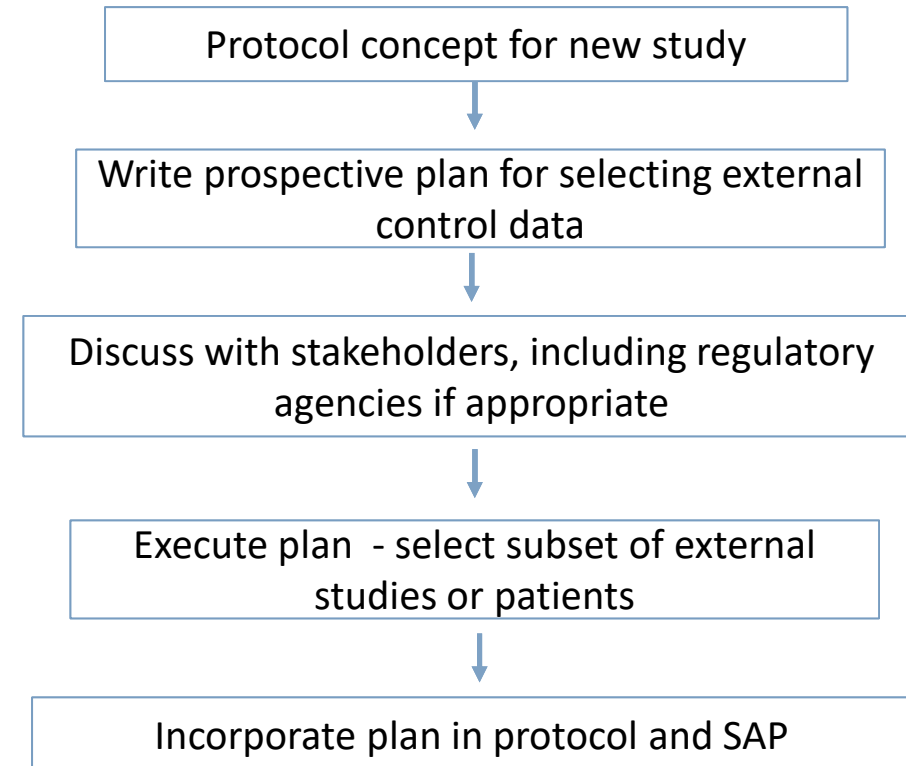 Protocol concept for new study
Write prospective plan for selecting external
control data
Discuss with stakeholders, including regulatory
agencies if appropriate
Execute plan  - select subset of external
studies or patients
Incorporate plan in protocol and SAP